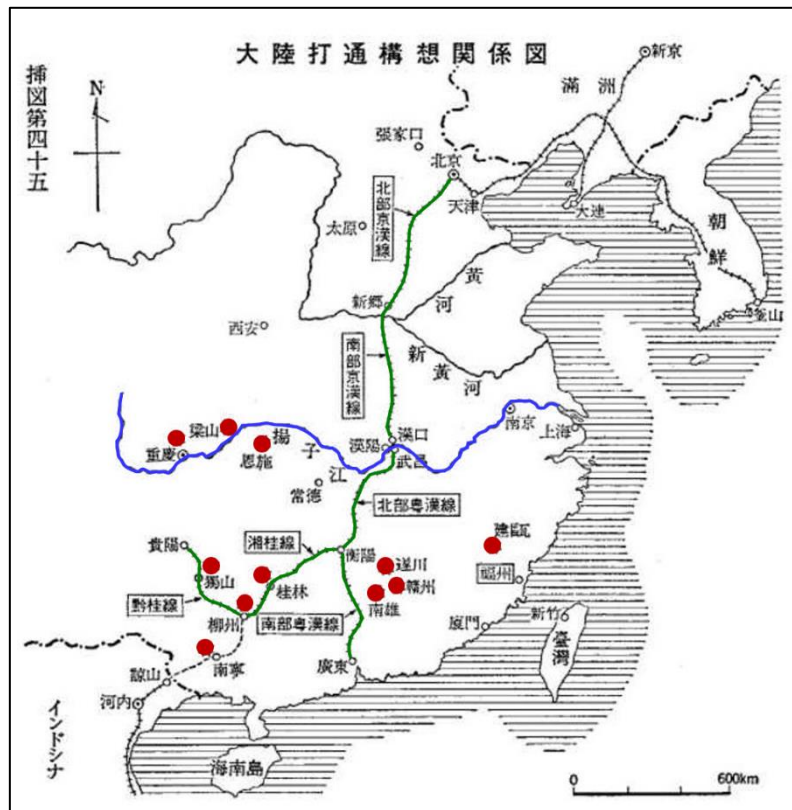 大陸打通構想関係図
挿図第四十五
N
新京
満洲
張家口
北京
天津
大連
朝鮮
釜山
北部京漢線
太原
黄河
新郷
西安
南部京漢線
新黄河
梁山
重慶
恩施
揚子江
漢陽
漢口
武昌
南京
上海
常徳
北部粤漢線
貴陽
湘桂線
衡陽
遂川
建甌
獨山
桂林
贛州
南雄
福州
黔桂線
柳州
南部粤漢線
廈門
新竹
臺灣
南寧
廣東
諒山
河内
インドシナ
海南島
0
600km